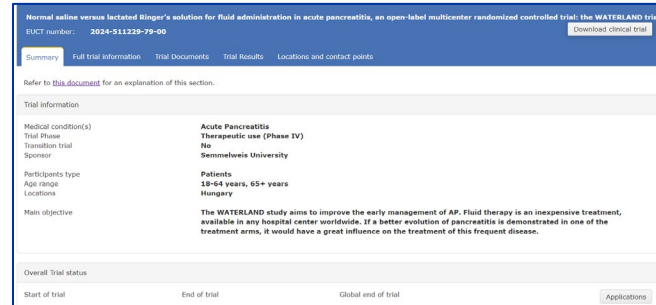 Normal saline versus lactated Ringer's solution for fluid administration in acute pancreatitis, an open-label multicenter randomized controlled trial: the WATERLAND tria
EUCT number: 2024-511229-79-00
Download clinical trial
Summary Full trial information Trial Documents Trial Results Locations and contact points
Refer to this document for an explanation of this section.
Trial information
Medical condition(s) Acute Pancreatitis
Trial Phase Therapeutic use (Phase IV)
Transition trial No
Sponsor Semmelweis University
Participants type Patients
Age range 18-64 years, 65+ years
Locations Hungary
Main objective The WATERLAND study aims to improve the early management of AP. Fluid therapy is an inexpensive treatment,
available in any hospital center worldwide. If a better evolution of pancreatitis is demonstrated in one of the
treatment arms, it would have a great influence on the treatment of this frequent disease.
Overall Trial status
Start of trial End of trial Global end of trial Applications